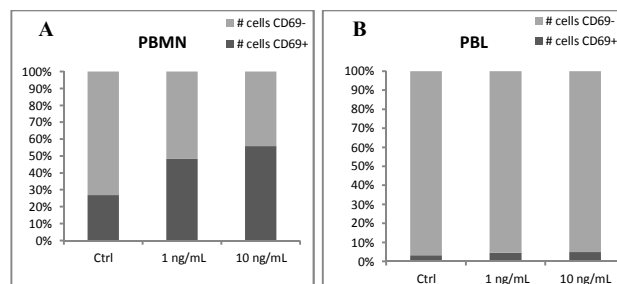 A
PBMN
# cells CD69-
# cells CD69+
100%
90%
80%
70%
60%
50%
40%
30%
20%
10%
0%
Ctrl 1 ng/mL 10 ng/mL
B
PBL
# cells CD69-
# cells CD69+
100%
90%
80%
70%
60%
50%
40%
30%
20%
10%
0%
Ctrl 1 ng/mL 10 ng/mL